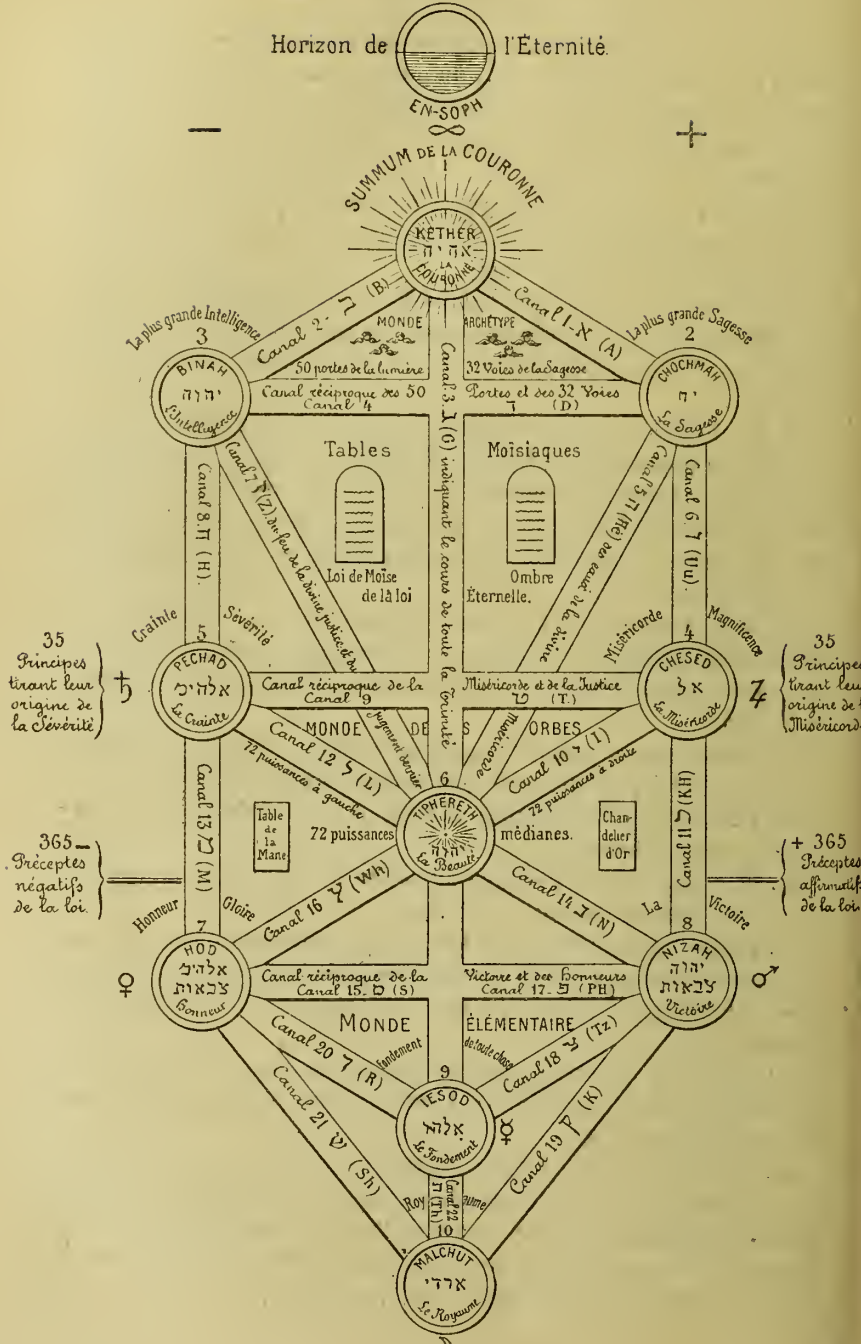 Horizon de l'Éternité.
EN-SOPH
∞
− +
SUMMUM DE LA COURONNE
1
KETHER
אהיה
LA
COURONNE
La plus grande Intelligence
3
Canal 2- ב (B)
MONDE ARCHÉTYPE
Canal 1-א (A)
La plus grande Sagesse
2
50 portes de la lumière
32 Voies de la Sagesse
BINAH
יהוה
l'Intelligence
Canal réciproque des 50 Portes et des 32 Voies
Canal 4 ד (D)
CHOCHMAH
יה
La Sagesse
Canal 3. ג (G) indiquant le cours de toute la Trinité
Tables Moïsiaques
Loi de Moïse Ombre
de là loi Éternelle.
Canal 8. ח (H).
Canal 7 ז (Z). du feu de la divine justice et du
jugement dernier
Canal 5 ה (Hé) des eaux de la divine
Miséricorde
Canal 6. ו (Uu).
Crainte Sévérité
5
Miséricorde Magnificence
4
35
Principes
tirant leur
origine de
la Sévérité
♄
PECHAD
אלהים
La Crainte
Canal réciproque de la Miséricorde et de la Justice
Canal 9 ט (T.)
CHESED
אל
La Miséricorde
♃
35
Principes
tirant leur
origine de l
Miséricord
MONDE DES ORBES
Canal 12 ל (L)
72 puissances à gauche
Canal 10 י (I)
72 puissances à droite
6
TIPHERETH
יהוה
La Beauté
Table
de
la
Mane
72 puissances médianes.
Chan-
delier
d'Or
Canal 13 מ (M)
Canal 11 כ (KH)
365 −
Préceptes
négatifs
de la loi.
+ 365
Préceptes
affirmatifs
de la loi.
Honneur Gloire
7
Canal 16 ע (Wh)
Canal 14 נ (N)
La Victoire
8
♀
HOD
אלהים
צבאות
Honneur
Canal réciproque de la Victoire et des honneurs
Canal 15. ס (S) Canal 17. פ (PH)
NIZAH
יהוה
צבאות
Victoire
♂
MONDE ÉLÉMENTAIRE
Canal 20 ר (R)
fondement de toute chose
Canal 18 צ (Tz)
9
IESOD
Le Fondement
☿
Canal 21 ש (Sh)
Canal 19 ק (K)
Royaume
Canal 22
ת (Th)
10
MALCHUT
ארדי
Le Royaume